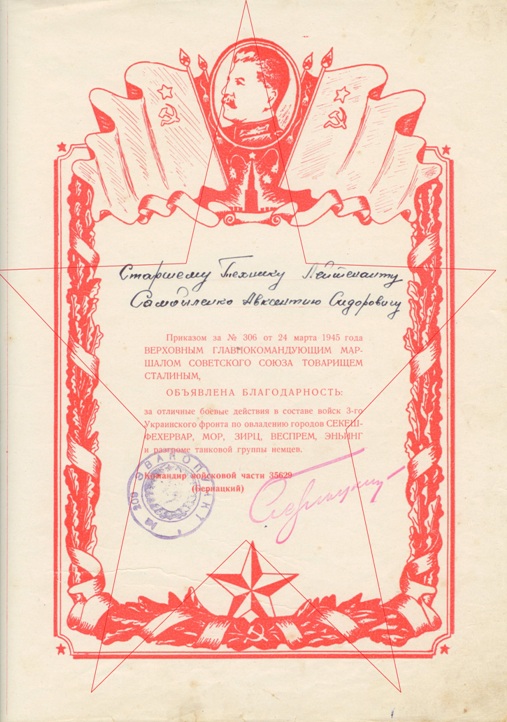 Старшему Технику Лейтенанту
Самойленко Авксентию Сидоровичу
Приказом за № 306 от 24 марта 1945 года
ВЕРХОВНЫМ ГЛАВНОКОМАНДУЮЩИМ МАР-
ШАЛОМ СОВЕТСКОГО СОЮЗА ТОВАРИЩЕМ
СТАЛИНЫМ,
ОБЪЯВЛЕНА БЛАГОДАРНОСТЬ:
за отличные боевые действия в составе войск 3-го
Украинского фронта по овладению городов СЕКЕШ-
ФЕХЕРВАР, МОР, ЗИРЦ, ВЕСПРЕМ, ЭНЬИНГ
и разгроме танковой группы немцев.
Командир войсковой части 35629
(Бернацкий)